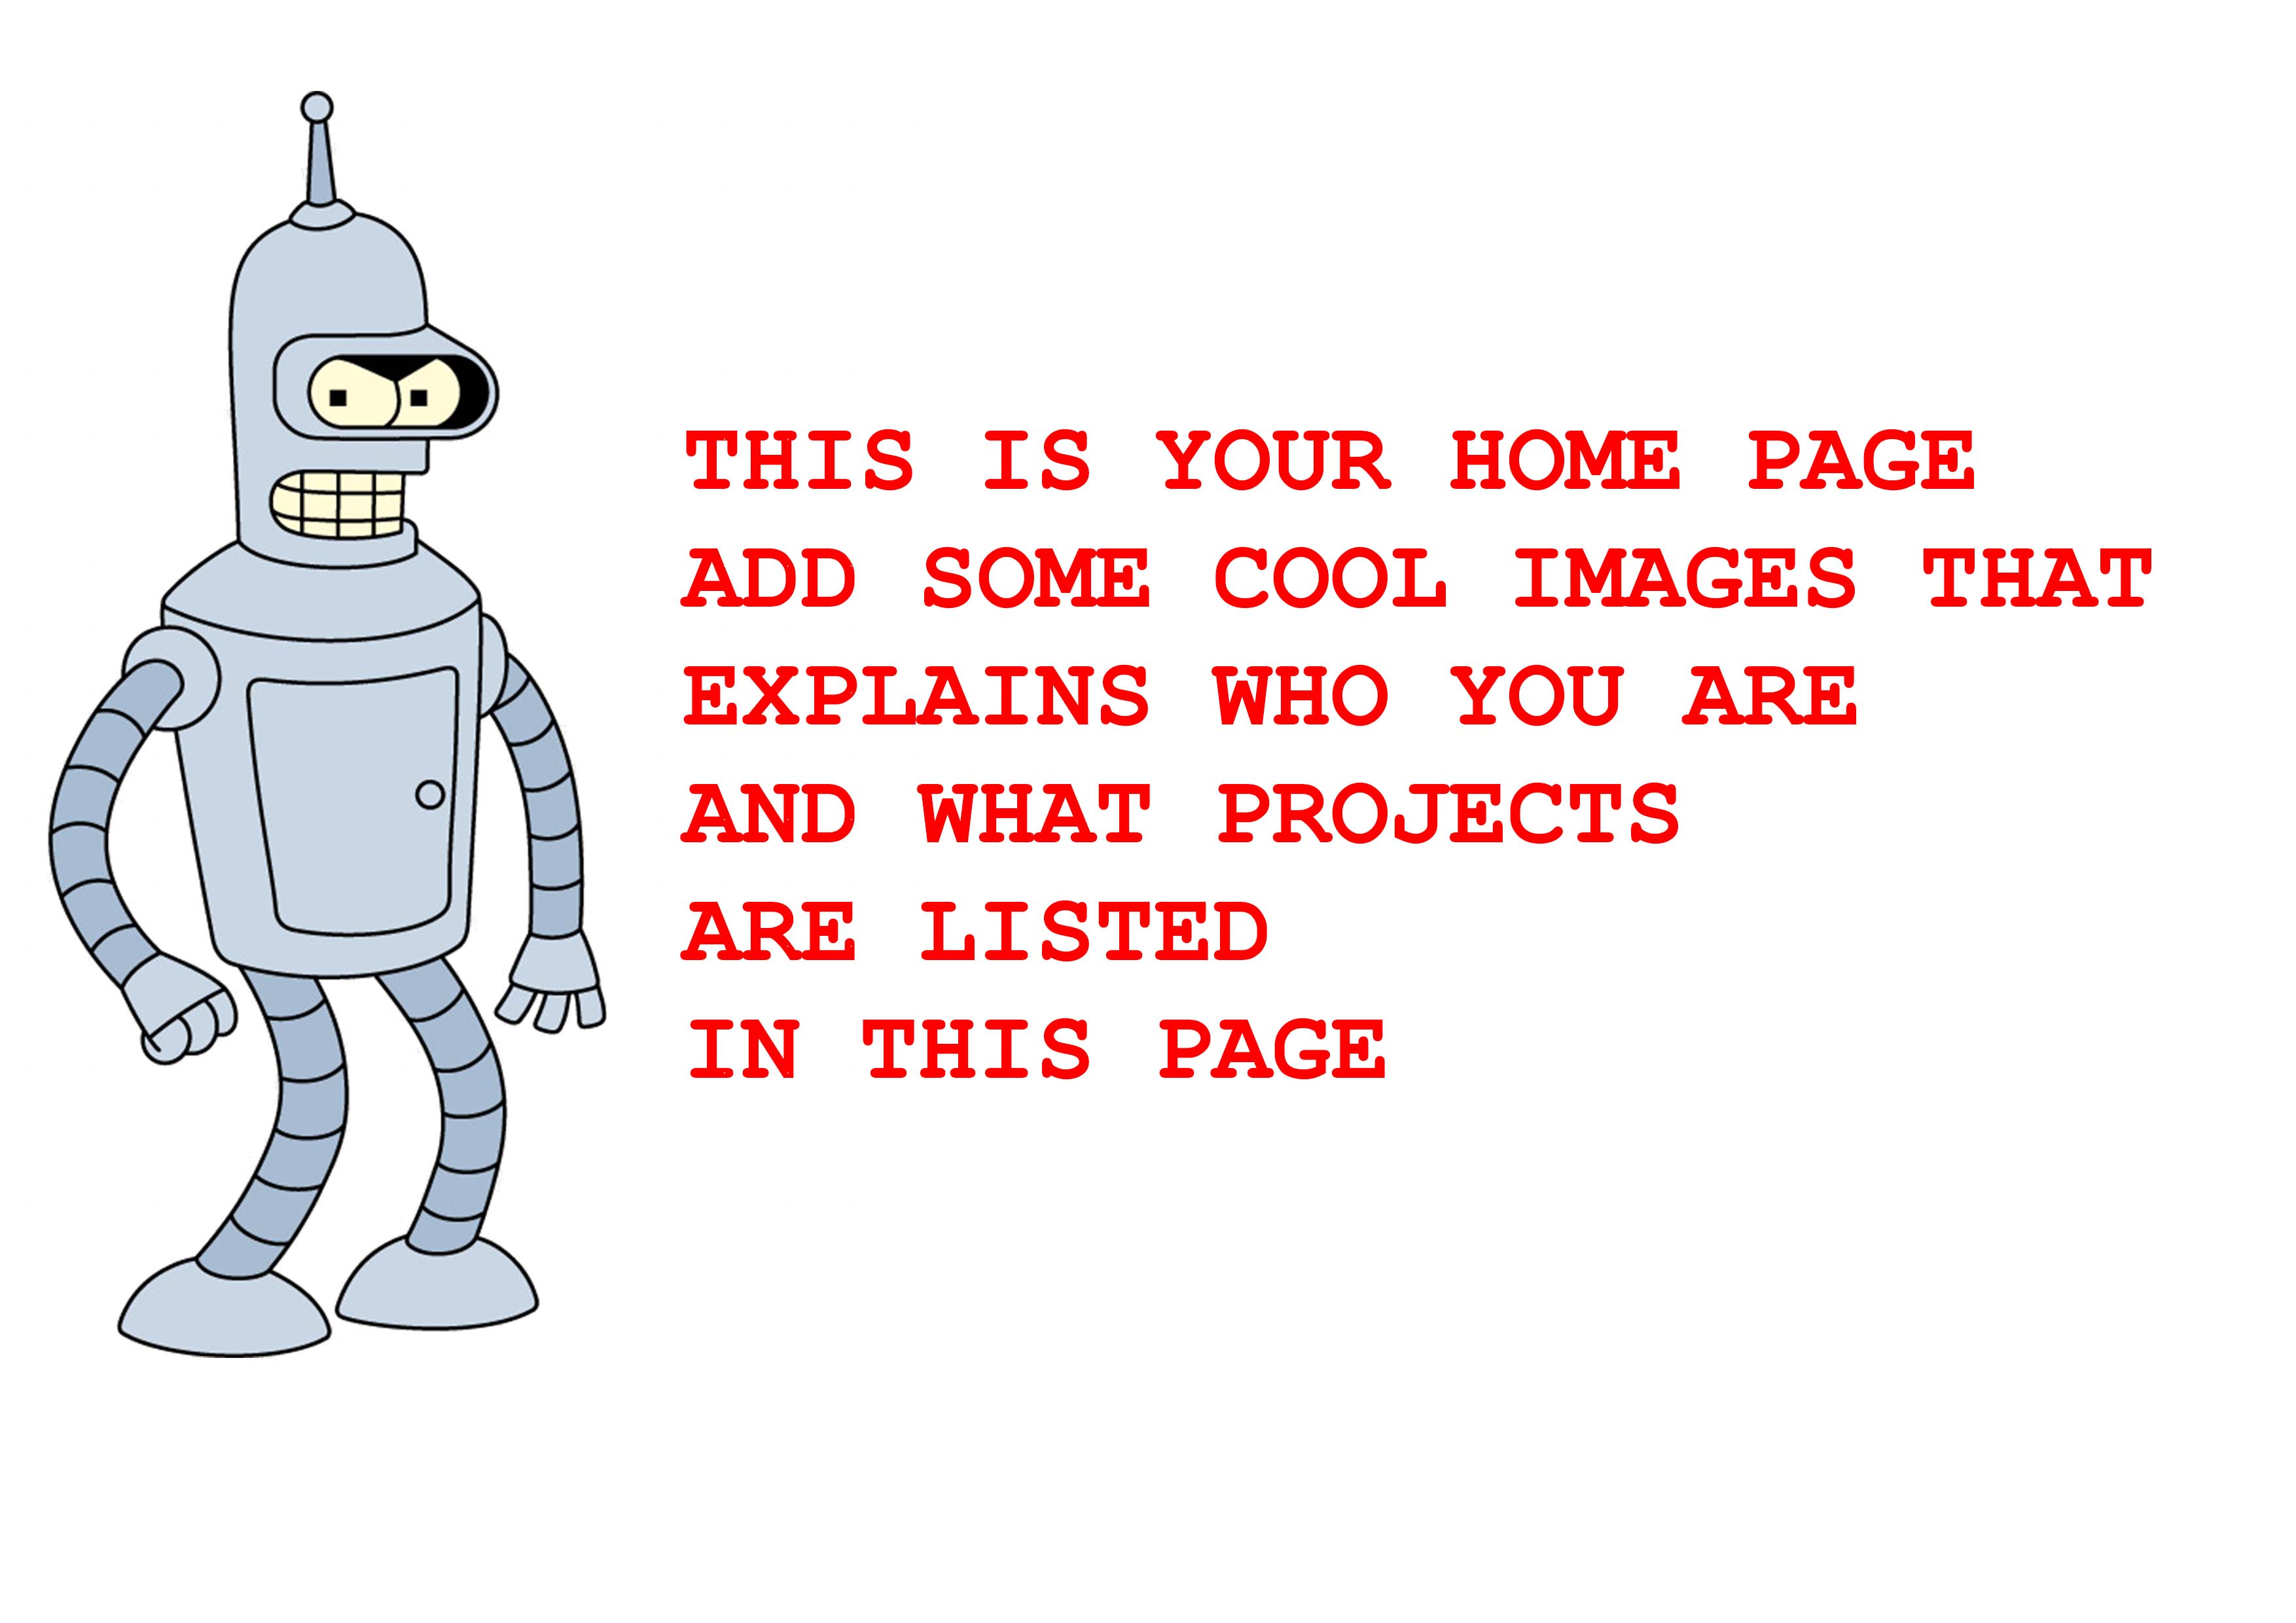 THIS IS YOUR HOME PAGE
ADD SOME COOL IMAGES THAT
EXPLAINS WHO YOU ARE
AND WHAT PROJECTS
ARE LISTED
IN THIS PAGE